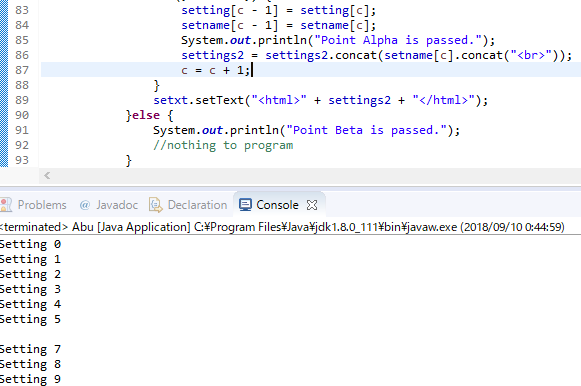 83 setting[c - 1] = setting[c];
84 setname[c - 1] = setname[c];
85 System.out.println("Point Alpha is passed.");
86 settings2 = settings2.concat(setname[c].concat("<br>"));
87 c = c + 1;
88 }
89 setxt.setText("<html>" + settings2 + "</html>");
90 }else {
91 System.out.println("Point Beta is passed.");
92 //nothing to program
93 }
Problems @ Javadoc Declaration Console
<terminated> Abu [Java Application] C:¥Program Files¥Java¥jdk1.8.0_111¥bin¥javaw.exe (2018/09/10 0:44:59)
Setting 0
Setting 1
Setting 2
Setting 3
Setting 4
Setting 5
Setting 7
Setting 8
Setting 9